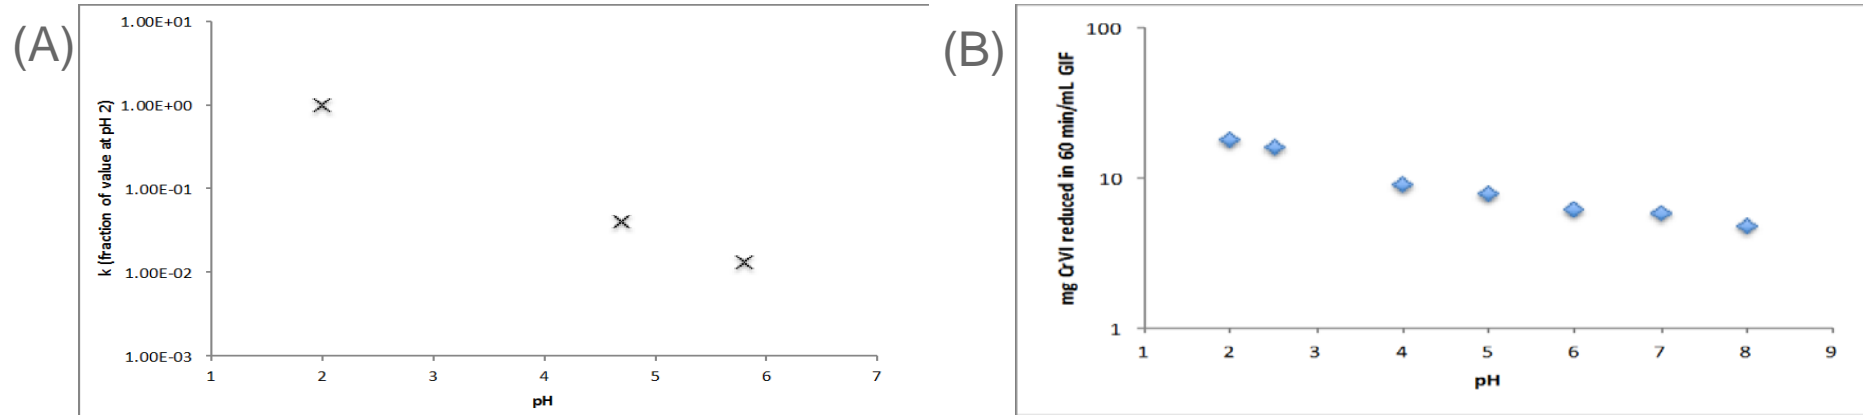 (A)
k (fraction of value at pH 2)
1.00E+01
1.00E+00
1.00E-01
1.00E-02
1.00E-03
1 2 3 4 5 6 7
pH
(B)
mg CrVI reduced in 60 min/mL GIF
100
10
1
1 2 3 4 5 6 7 8 9
pH